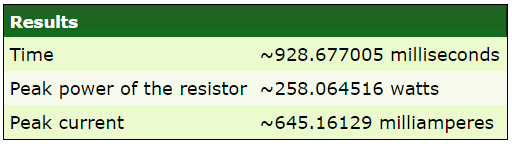 Results
Time ~928.677005 milliseconds
Peak power of the resistor ~258.064516 watts
Peak current ~645.16129 milliamperes